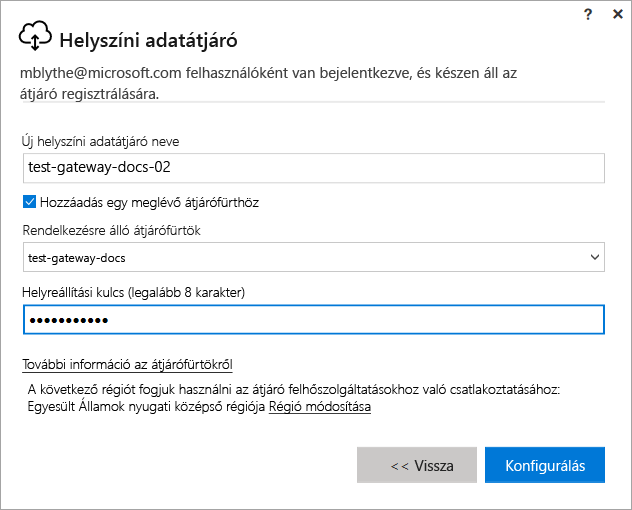 ? ×
Helyszíni adatátjáró
mblythe@microsoft.com felhasználóként van bejelentkezve, és készen áll az
átjáró regisztrálására.
Új helyszíni adatátjáró neve
test-gateway-docs-02
Hozzáadás egy meglévő átjárófürthöz
Rendelkezésre álló átjárófürtök
test-gateway-docs
Helyreállítási kulcs (legalább 8 karakter)
●●●●●●●●●●●
További információ az átjárófürtökről
A következő régiót fogjuk használni az átjáró felhőszolgáltatásokhoz való csatlakoztatásához:
Egyesült Államok nyugati középső régiója Régió módosítása
<< Vissza
Konfigurálás